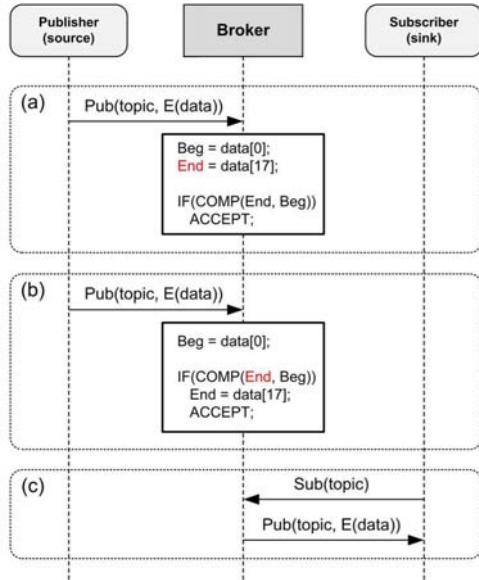 Publisher
(source)
Broker
Subscriber
(sink)
(a)
Pub(topic, E(data))
Beg = data[0];
End = data[17];
IF(COMP(End, Beg))
ACCEPT;
(b)
Pub(topic, E(data))
Beg = data[0];
IF(COMP(End, Beg))
End = data[17];
ACCEPT;
(c)
Sub(topic)
Pub(topic, E(data))